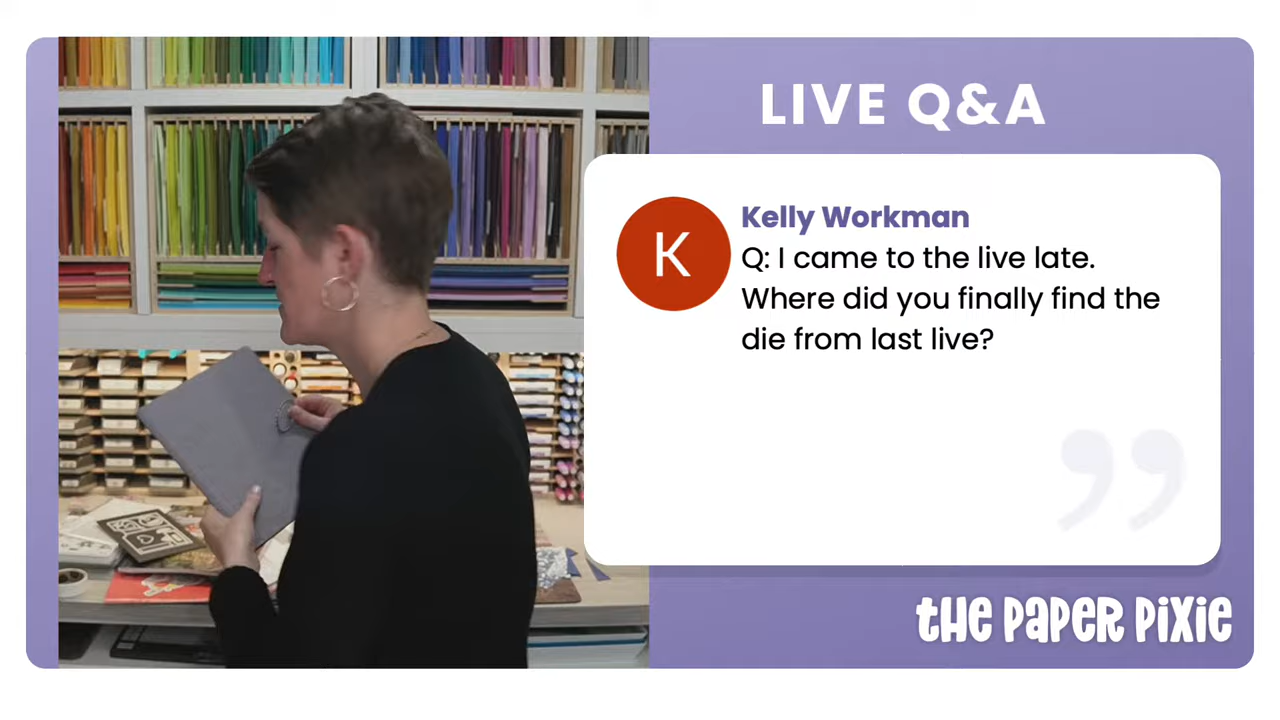 LIVE Q&A
K
Kelly Workman
Q: I came to the live late.
Where did you finally find the
die from last live?
the PAPER PIXIE